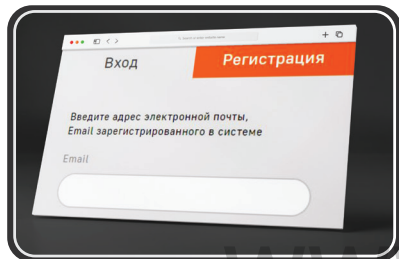 Вход
Регистрация
Введите адрес электронной почты,
Email зарегистрированного в системе
Email